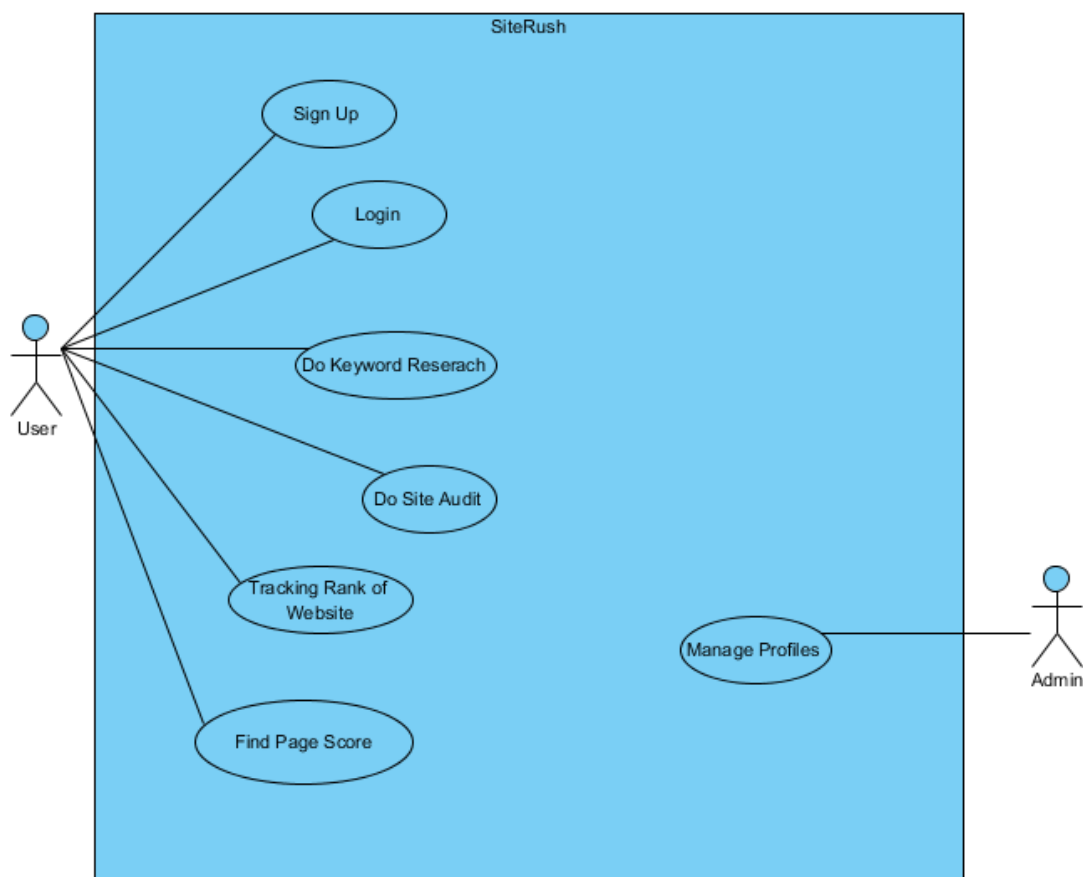 SiteRush
Sign Up
Login
Do Keyword Reserach
User
Do Site Audit
Tracking Rank of
Website
Manage Profiles
Admin
Find Page Score